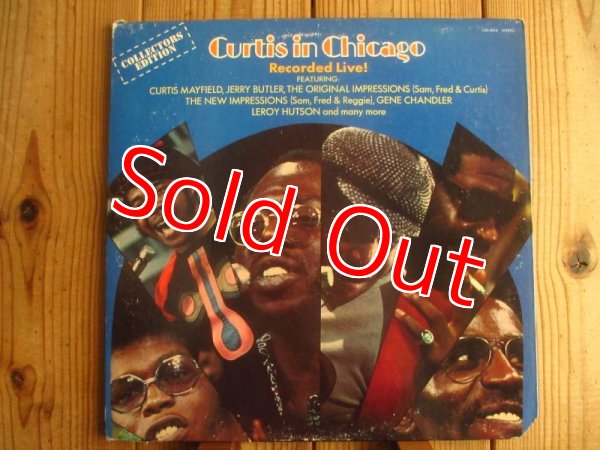 COLLECTORS
EDITION
Curtis in Chicago
Recorded Live!
FEATURING:
CURTIS MAYFIELD, JERRY BUTLER, THE ORIGINAL IMPRESSIONS (Sam, Fred & Curtis)
THE NEW IMPRESSIONS (Sam, Fred & Reggie), GENE CHANDLER
LEROY HUTSON and many more
Sold Out